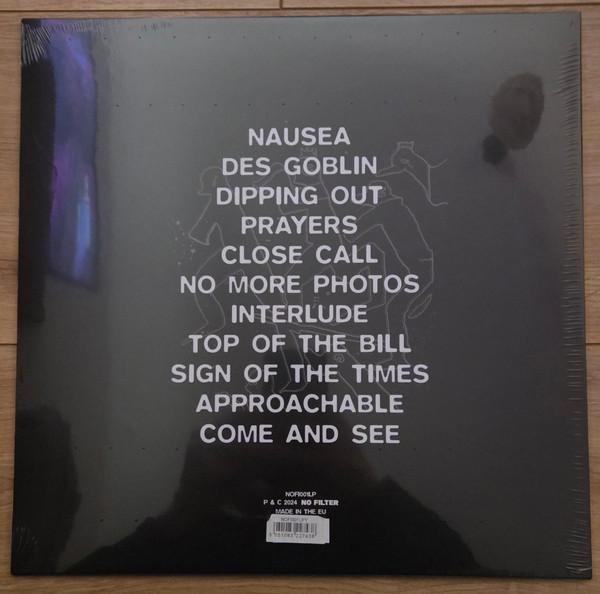 NAUSEA
DES GOBLIN
DIPPING OUT
PRAYERS
CLOSE CALL
NO MORE PHOTOS
INTERLUDE
TOP OF THE BILL
SIGN OF THE TIMES
APPROACHABLE
COME AND SEE
NOFI001LP
P & C 2024 NO FILTER
MADE IN THE EU